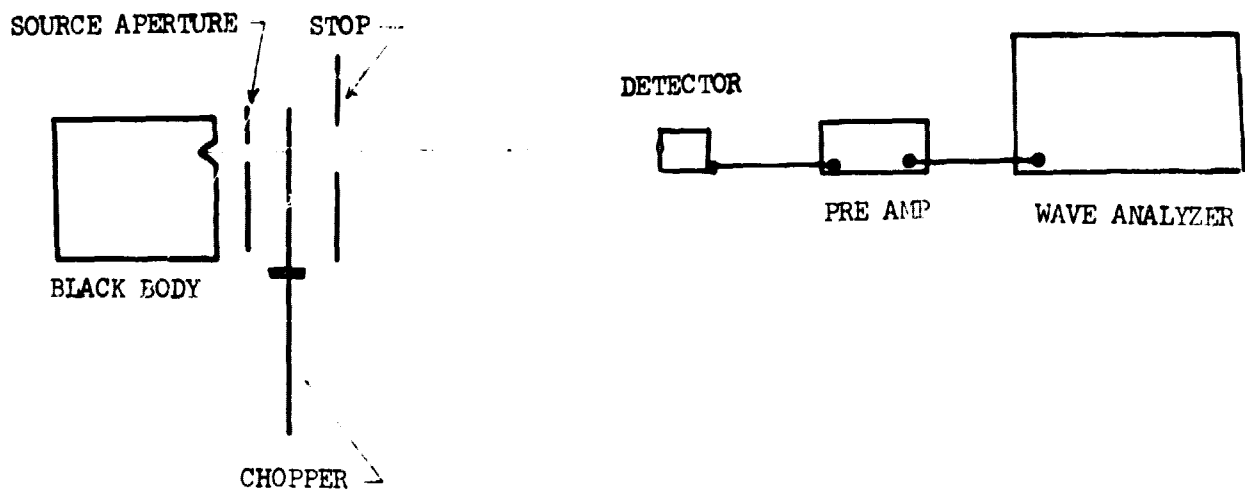 SOURCE APERTURE
STOP
DETECTOR
BLACK BODY
PRE AMP
WAVE ANALYZER
CHOPPER